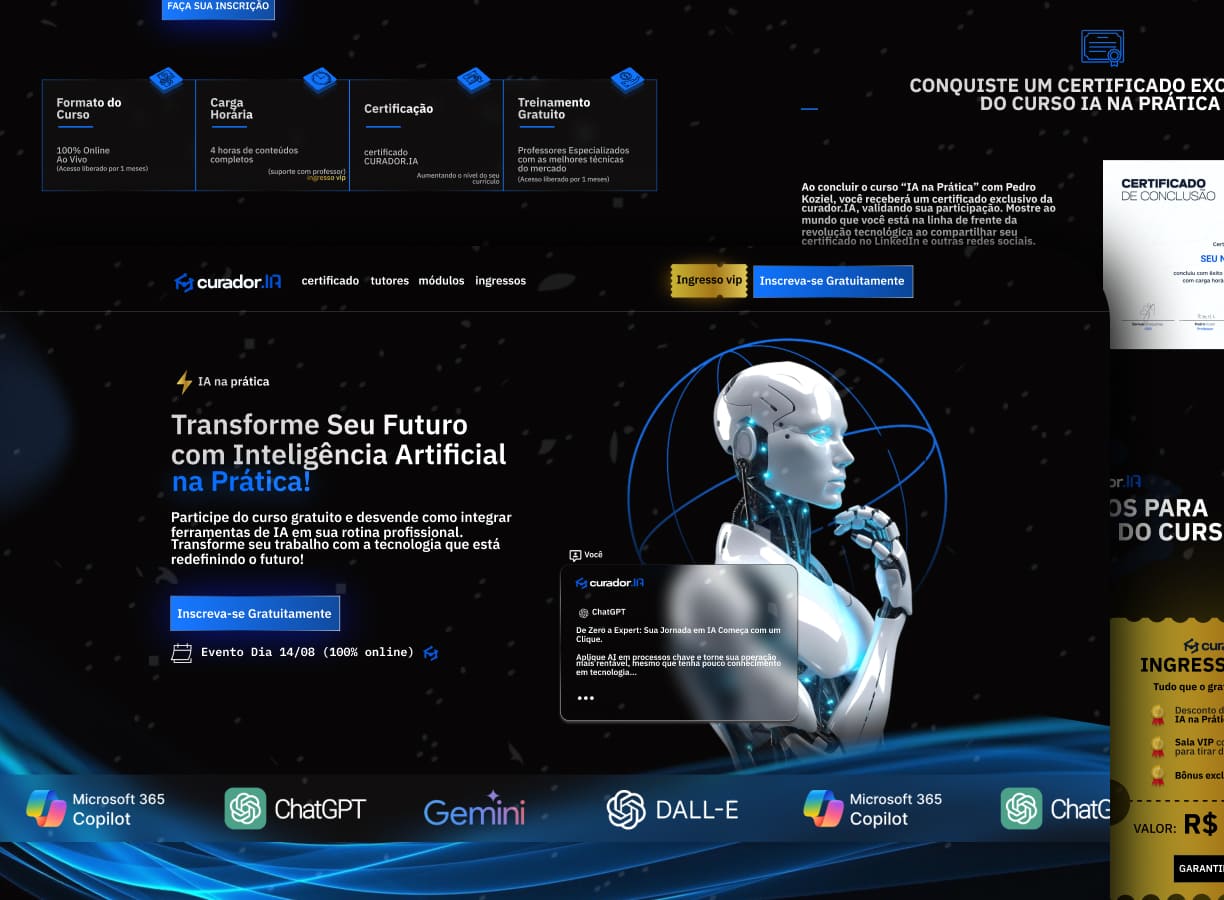 FAÇA SUA INSCRIÇÃO
Formato do
Curso
100% Online
Ao Vivo
(Acesso liberado por 1 meses)
Carga
Horária
4 horas de conteúdos
completos
(suporte com professor)
ingresso vip
Certificação
certificado
CURADOR.IA
Aumentando o nível do seu
currículo
Treinamento
Gratuito
Professores Especializados
com as melhores técnicas
do mercado
(Acesso liberado por 1 meses)
CONQUISTE UM CERTIFICADO EXC
DO CURSO IA NA PRÁTICA
Ao concluir o curso “IA na Prática” com Pedro
Koziel, você receberá um certificado exclusivo da
curador.IA, validando sua participação. Mostre ao
mundo que você está na linha de frente da
revolução tecnológica ao compartilhar seu
certificado no LinkedIn e outras redes sociais.
CERTIFICADO
DE CONCLUSÃO
Cert
SEU N
concluiu com êxito
com carga horá
curador.IA
certificado
tutores
módulos
ingressos
Ingresso vip
Inscreva-se Gratuitamente
IA na prática
Transforme Seu Futuro
com Inteligência Artificial
na Prática!
Participe do curso gratuito e desvende como integrar
ferramentas de IA em sua rotina profissional.
Transforme seu trabalho com a tecnologia que está
redefinindo o futuro!
Inscreva-se Gratuitamente
Evento Dia 14/08 (100% online)
Você
curador.IA
ChatGPT
De Zero a Expert: Sua Jornada em IA Começa com um
Clique.
Aplique AI em processos chave e torne sua operação
mais rentável, mesmo que tenha pouco conhecimento
em tecnologia...
Microsoft 365
Copilot
ChatGPT
Gemini
DALL-E
Microsoft 365
Copilot
ChatG
dor.IA
OS PARA
DO CURS
cura
INGRESS
Tudo que o gra
Desconto d
IA na Práti
Sala VIP co
para tirar d
Bônus excl
VALOR: R$
GARANTI